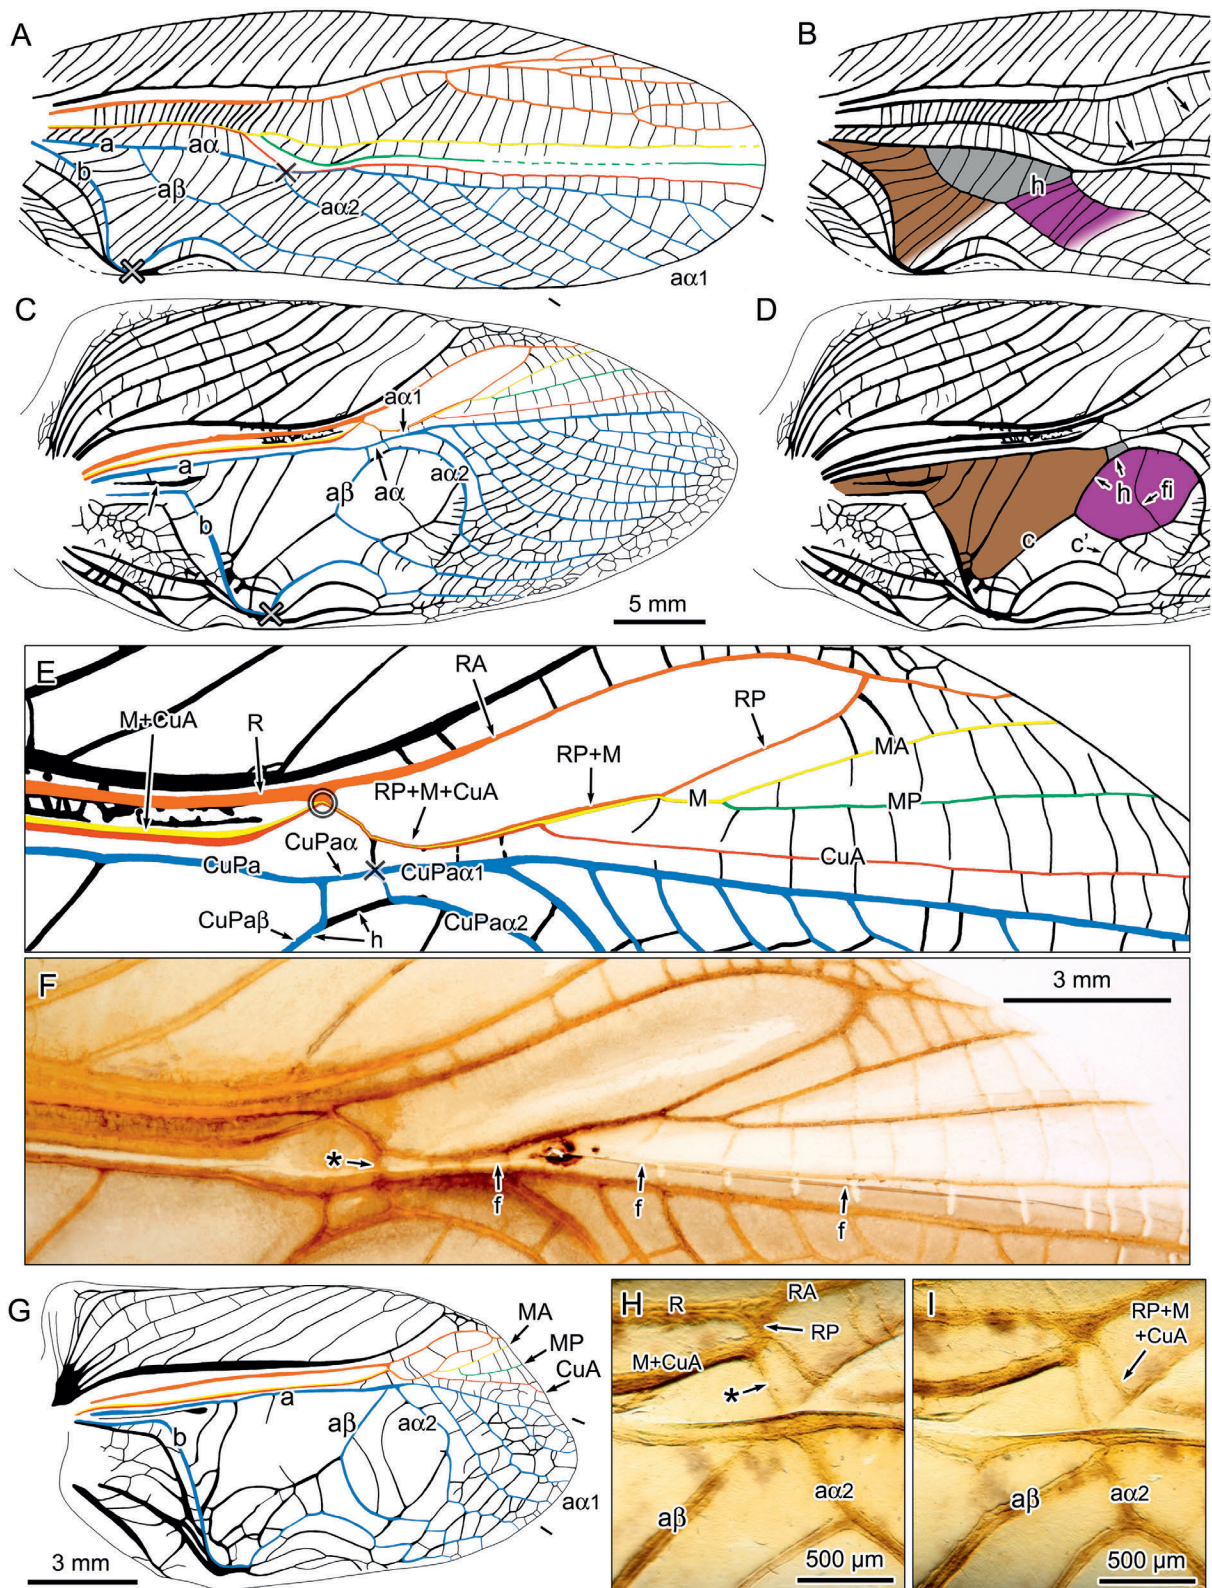 A
a
aα
b
aβ
aα2
aα1
B
h
C
aα1
a
aα2
aβ
aα
b
5 mm
D
h
fi
c
c'
E
RA
M+CuA
R
RP
RP+M
MA
RP+M+CuA
M
MP
CuPaα
CuPa
CuPaα1
CuA
CuPaβ
h
CuPaα2
F
3 mm
*
f
f
f
G
MA
MP
CuA
a
b
aβ
aα2
aα1
3 mm
H
R
RA
RP
M+CuA
*
aβ
aα2
500 µm
I
RP+M
+CuA
aβ
aα2
500 µm